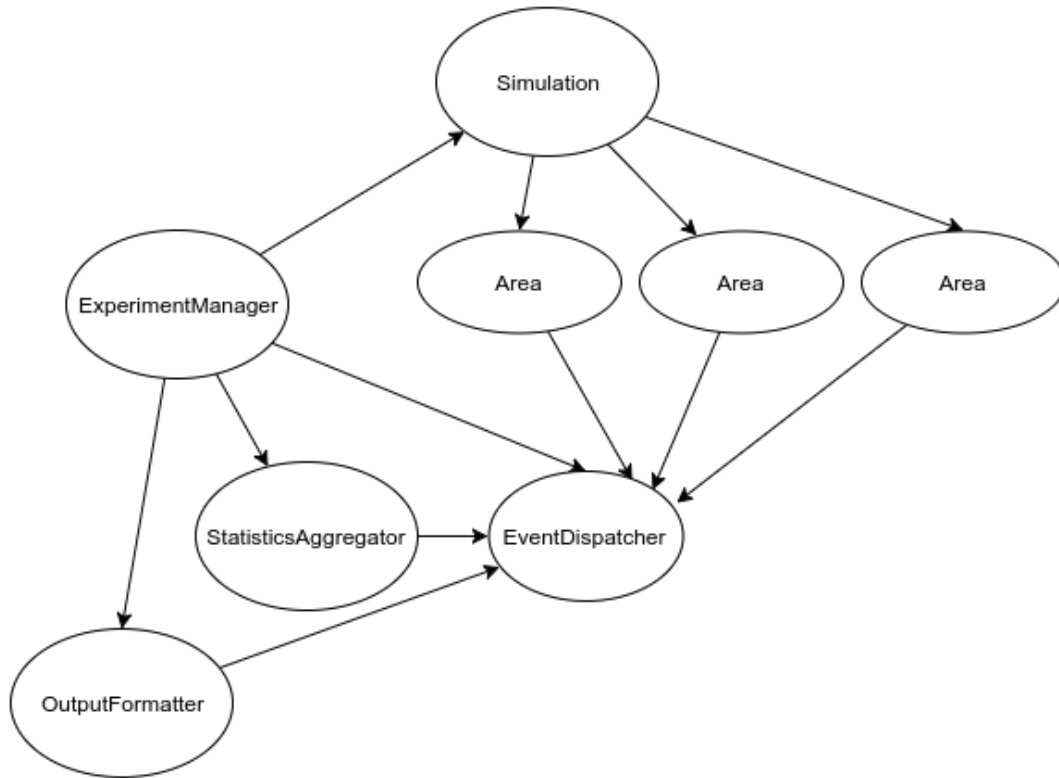 Simulation
Area
Area
Area
ExperimentManager
StatisticsAggregator
EventDispatcher
OutputFormatter